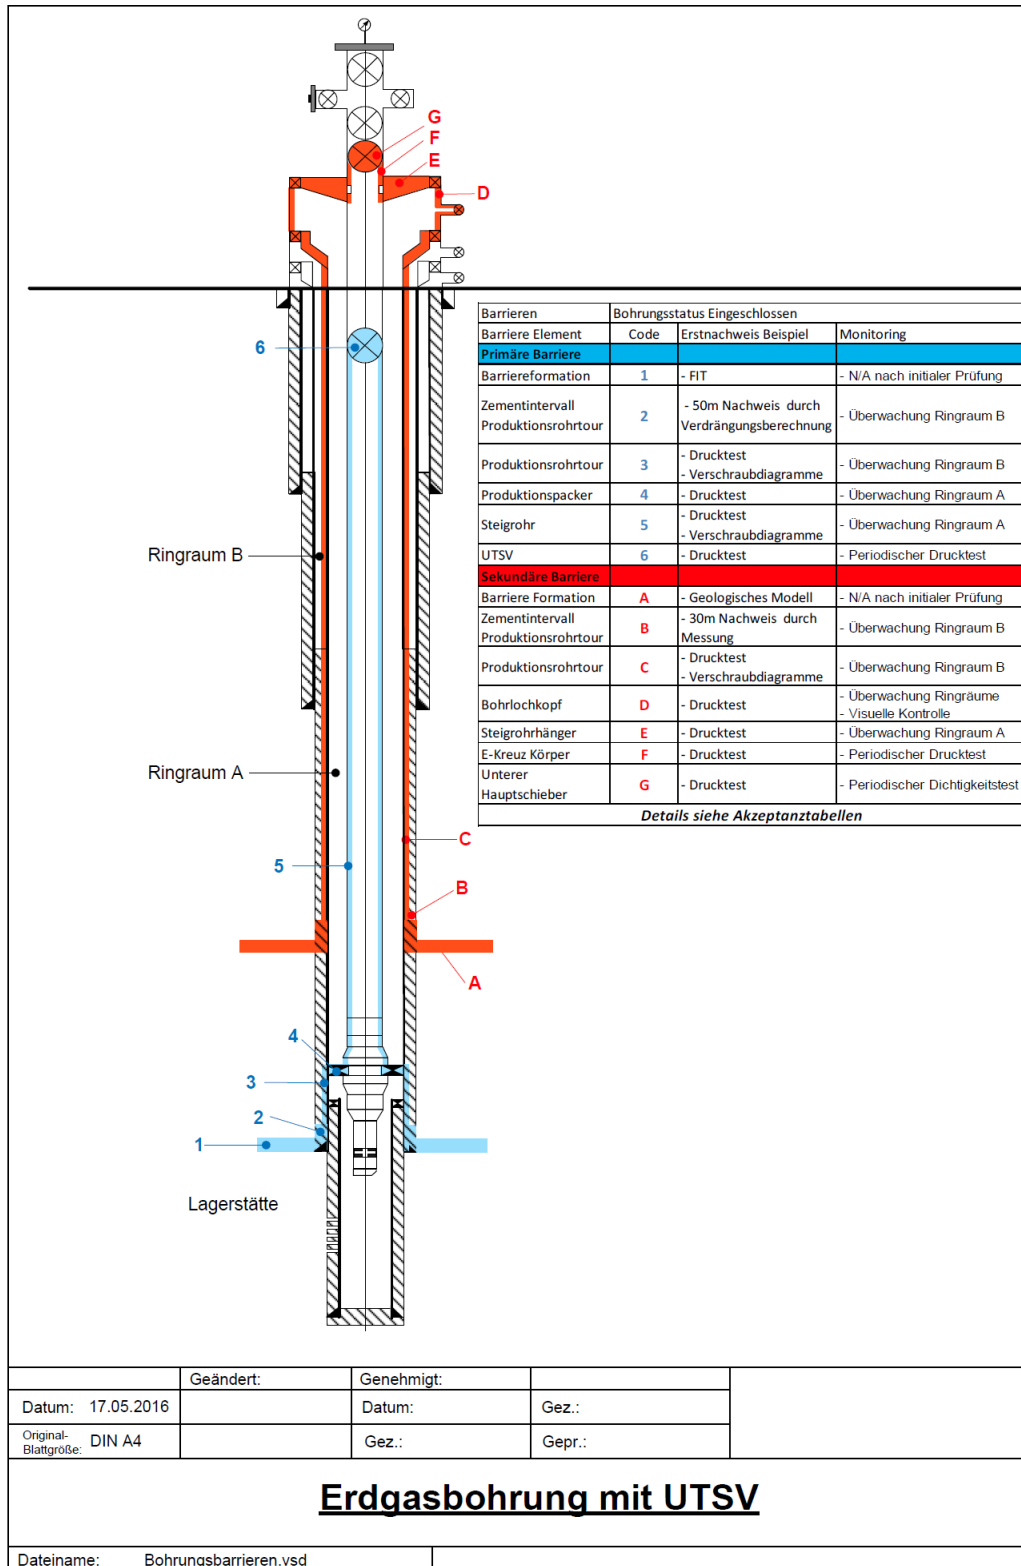 G
F
E
D
6
Ringraum B
Ringraum A
C
5
B
A
4
3
2
1
Lagerstätte
Barrieren Bohrungsstatus Eingeschlossen
Barriere Element Code Erstnachweis Beispiel Monitoring
Primäre Barriere
Barriereformation 1 - FIT - N/A nach initialer Prüfung
Zementintervall
Produktionsrohrtour 2 - 50m Nachweis durch
Verdrängungsberechnung - Überwachung Ringraum B
Produktionsrohrtour 3 - Drucktest
- Verschraubdiagramme - Überwachung Ringraum B
Produktionspacker 4 - Drucktest - Überwachung Ringraum A
Steigrohr 5 - Drucktest
- Verschraubdiagramme - Überwachung Ringraum A
UTSV 6 - Drucktest - Periodischer Drucktest
Sekundäre Barriere
Barriere Formation A - Geologisches Modell - N/A nach initialer Prüfung
Zementintervall
Produktionsrohrtour B - 30m Nachweis durch
Messung - Überwachung Ringraum B
Produktionsrohrtour C - Drucktest
- Verschraubdiagramme - Überwachung Ringraum B
Bohrlochkopf D - Drucktest - Überwachung Ringräume
- Visuelle Kontrolle
Steigrohrhänger E - Drucktest - Überwachung Ringraum A
E-Kreuz Körper F - Drucktest - Periodischer Drucktest
Unterer
Hauptschieber G - Drucktest - Periodischer Dichtigkeitstest
Details siehe Akzeptanztabellen
Geändert: Genehmigt:
Datum: 17.05.2016 Datum: Gez.:
Original-
Blattgröße: DIN A4 Gez.: Gepr.:
Erdgasbohrung mit UTSV
Dateiname: Bohrungsbarrieren.vsd